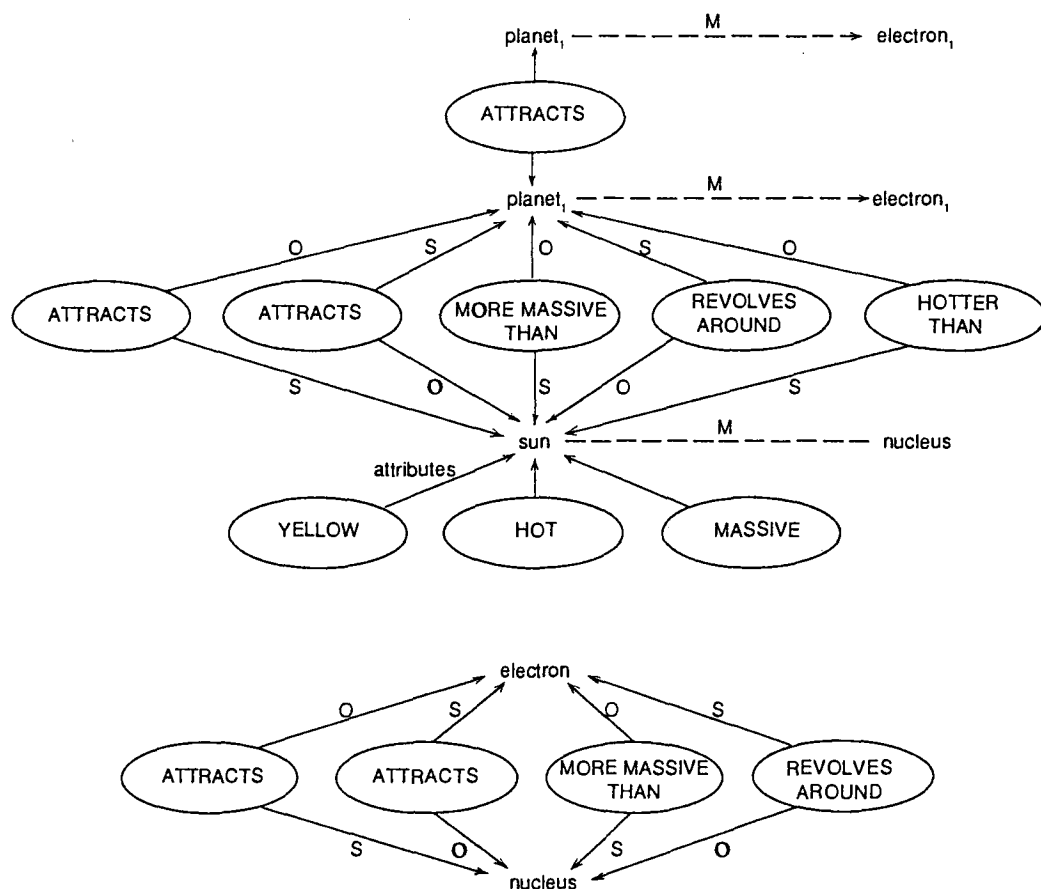 M
planet₁ electron₁
ATTRACTS
M
planet₁ electron₁
O S O S O
ATTRACTS ATTRACTS MORE MASSIVE THAN REVOLVES AROUND HOTTER THAN
S O S O S
M
sun nucleus
attributes
YELLOW HOT MASSIVE
electron
O S O S
ATTRACTS ATTRACTS MORE MASSIVE THAN REVOLVES AROUND
S O S O
nucleus